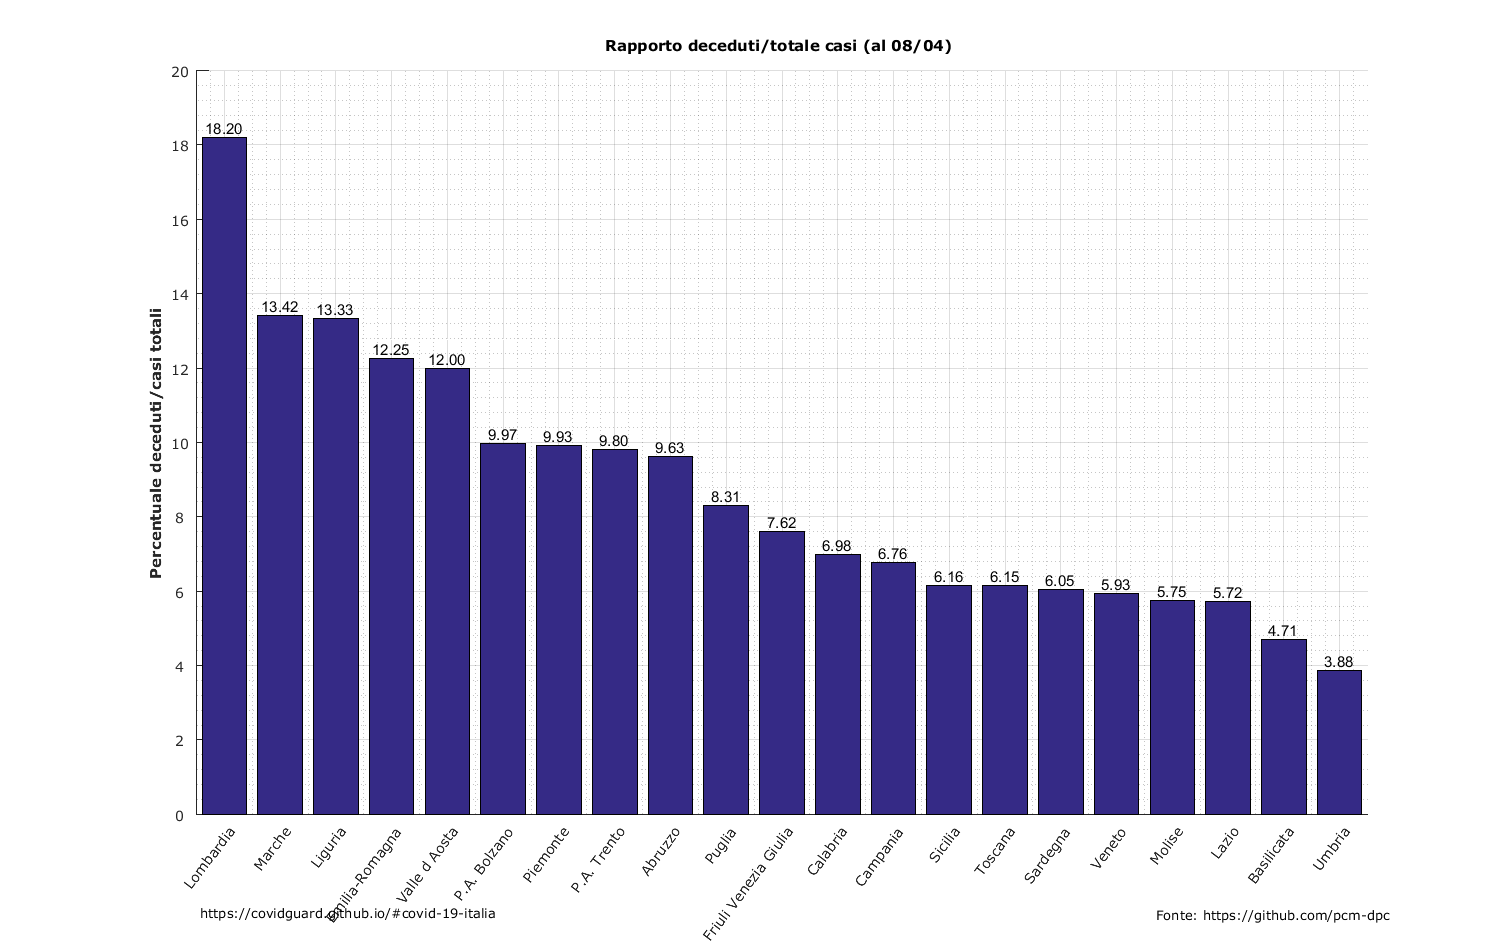 Rapporto deceduti/totale casi (al 08/04)
Percentuale deceduti/casi totali
20
18
16
14
12
10
8
6
4
2
0
18.20
13.42
13.33
12.25
12.00
9.97
9.93
9.80
9.63
8.31
7.62
6.98
6.76
6.16
6.15
6.05
5.93
5.75
5.72
4.71
3.88
Lombardia
Marche
Liguria
Emilia-Romagna
Valle d Aosta
P.A. Bolzano
Piemonte
P.A. Trento
Abruzzo
Puglia
Friuli Venezia Giulia
Calabria
Campania
Sicilia
Toscana
Sardegna
Veneto
Molise
Lazio
Basilicata
Umbria
https://covidguard.github.io/#covid-19-italia
Fonte: https://github.com/pcm-dpc